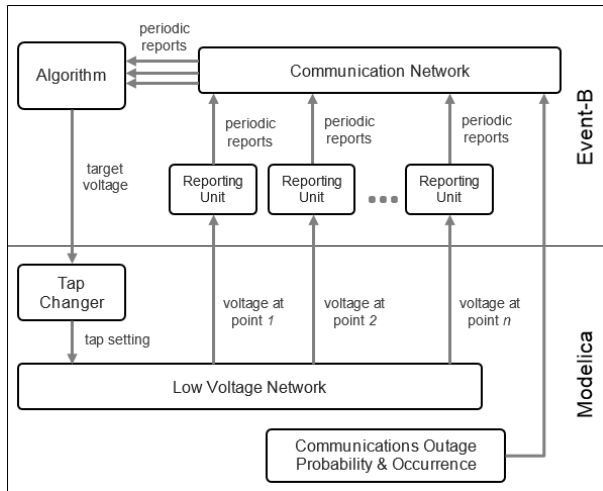 periodic
reports
Algorithm
Communication Network
periodic
reports
periodic
reports
periodic
reports
target
voltage
Reporting
Unit
Reporting
Unit
Reporting
Unit
Event-B
Tap
Changer
voltage at
point 1
voltage at
point 2
voltage at
point n
tap setting
Low Voltage Network
Communications Outage
Probability & Occurrence
Modelica